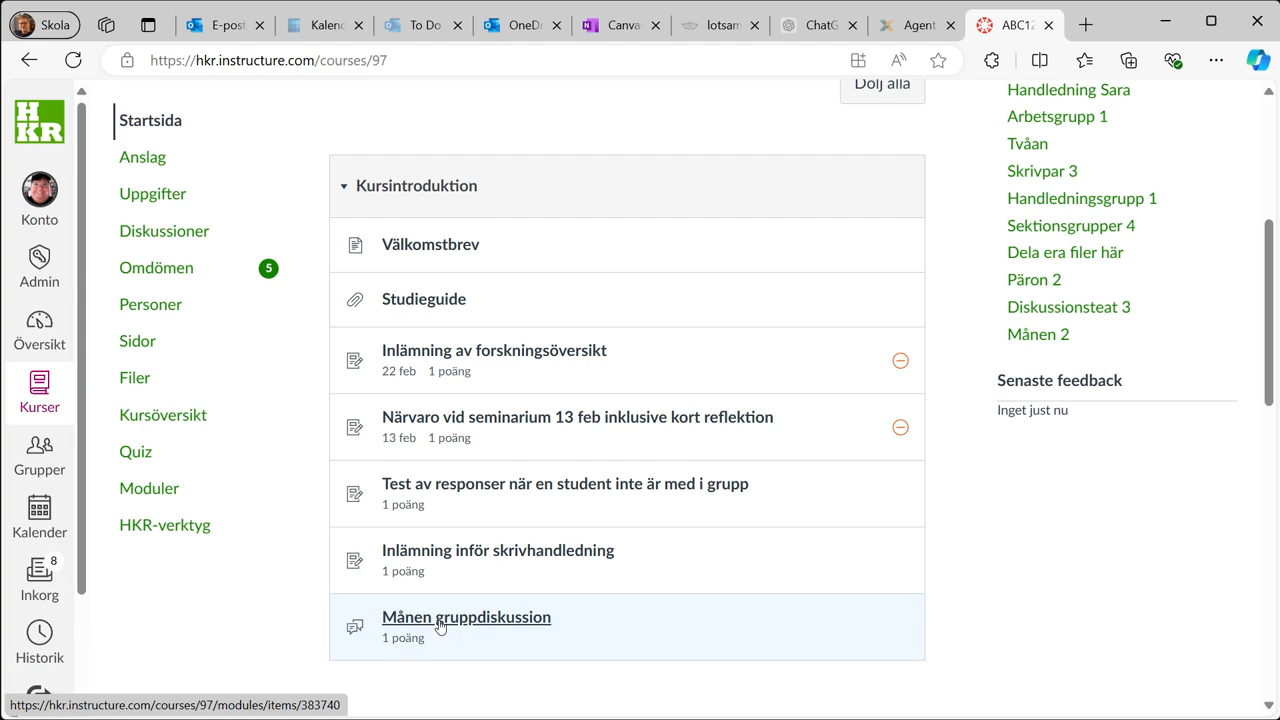 Skola
E-post
Kalend
To Do
OneDr
Canva
lotsam
ChatG
Agent
ABC12
https://hkr.instructure.com/courses/97
HKR
Konto
Admin
Översikt
Kurser
Grupper
Kalender
8
Inkorg
Historik
Startsida
Anslag
Uppgifter
Diskussioner
Omdömen 5
Personer
Sidor
Filer
Kursöversikt
Quiz
Moduler
HKR-verktyg
Dölj alla
Kursintroduktion
Välkomstbrev
Studieguide
Inlämning av forskningsöversikt
22 feb 1 poäng
Närvaro vid seminarium 13 feb inklusive kort reflektion
13 feb 1 poäng
Test av responser när en student inte är med i grupp
1 poäng
Inlämning inför skrivhandledning
1 poäng
Månen gruppdiskussion
1 poäng
Handledning Sara
Arbetsgrupp 1
Tvåan
Skrivpar 3
Handledningsgrupp 1
Sektionsgrupper 4
Dela era filer här
Päron 2
Diskussionsteat 3
Månen 2
Senaste feedback
Inget just nu
https://hkr.instructure.com/courses/97/modules/items/383740